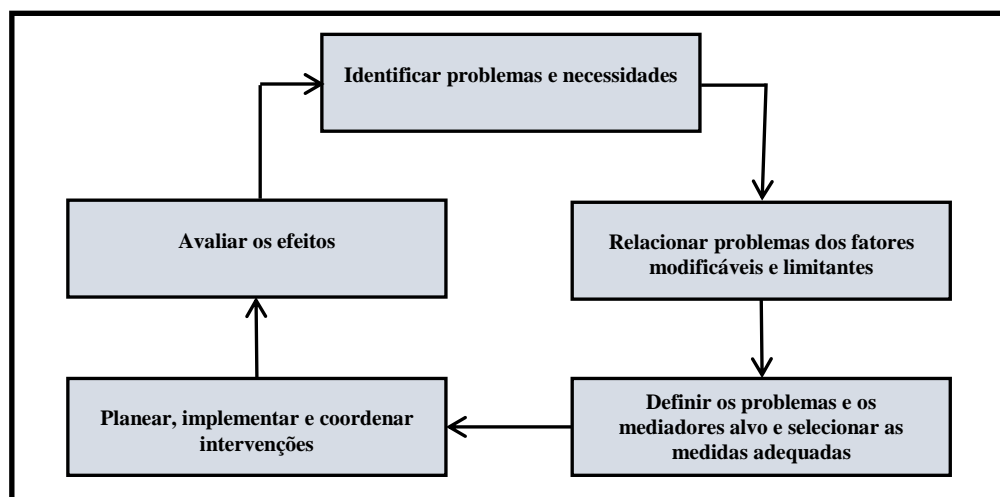 Identificar problemas e necessidades
Relacionar problemas dos fatores
modificáveis e limitantes
Definir os problemas e os
mediadores alvo e selecionar as
medidas adequadas
Planear, implementar e coordenar
intervenções
Avaliar os efeitos